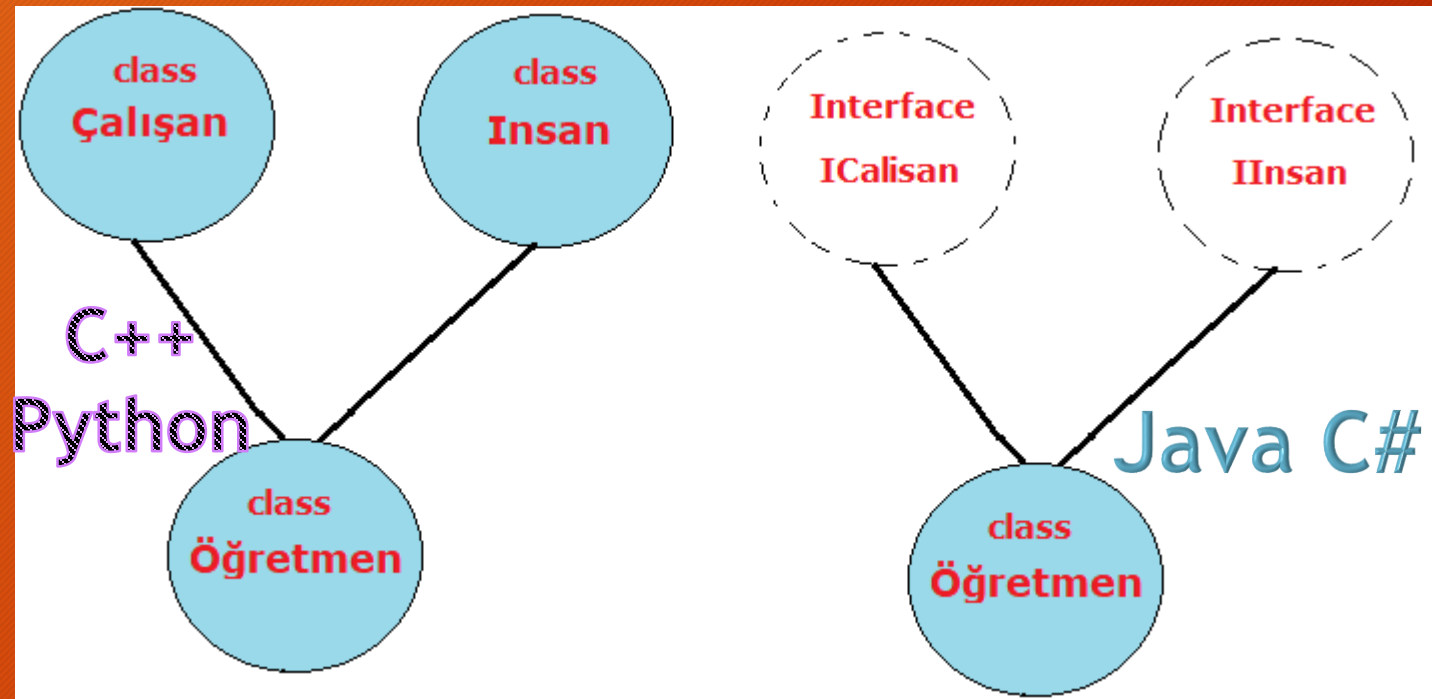 class
Çalışan
class
Insan
C++
Python
class
Öğretmen
Interface
ICalisan
Interface
IInsan
Java C#
class
Öğretmen